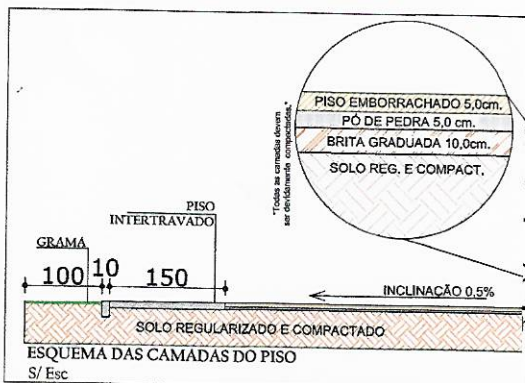 PISO EMBORRACHADO 5,0cm.
PÓ DE PEDRA 5,0 cm.
BRITA GRADUADA 10,0cm.
SOLO REG. E COMPACT.
"Todas as camadas devem
ser devidamente compactadas."
PISO
INTERTRAVADO
GRAMA
100 10 150
INCLINAÇÃO 0.5%
SOLO REGULARIZADO E COMPACTADO
ESQUEMA DAS CAMADAS DO PISO
S/ Esc